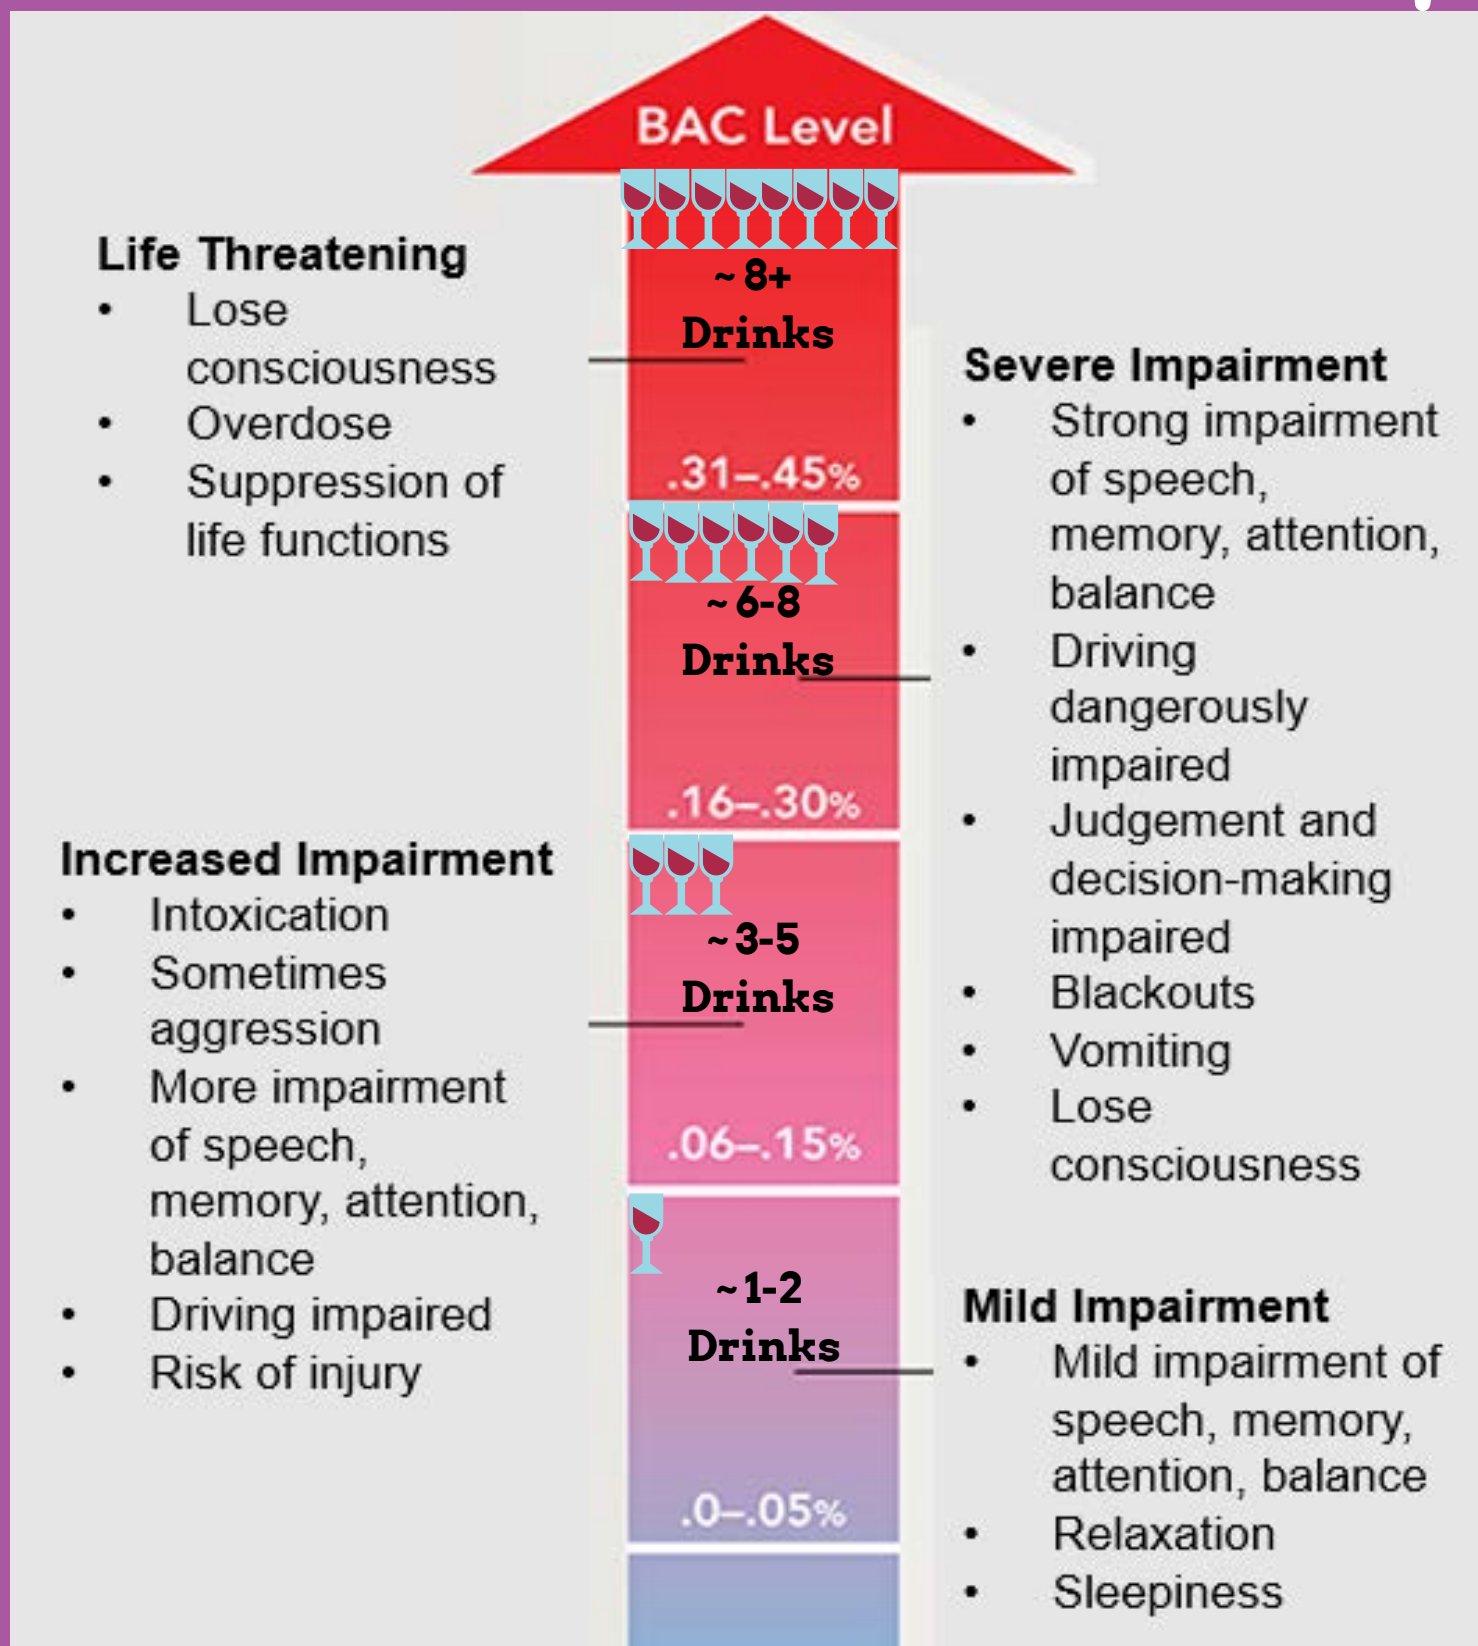 BAC Level
Life Threatening
• Lose
consciousness
• Overdose
• Suppression of
life functions
~8+
Drinks
.31–.45%
Severe Impairment
• Strong impairment
of speech,
memory, attention,
balance
• Driving
dangerously
impaired
• Judgement and
decision-making
impaired
• Blackouts
• Vomiting
• Lose
consciousness
~6-8
Drinks
.16–.30%
Increased Impairment
• Intoxication
• Sometimes
aggression
• More impairment
of speech,
memory, attention,
balance
• Driving impaired
• Risk of injury
~3-5
Drinks
.06–.15%
~1-2
Drinks
.0–.05%
Mild Impairment
• Mild impairment of
speech, memory,
attention, balance
• Relaxation
• Sleepiness